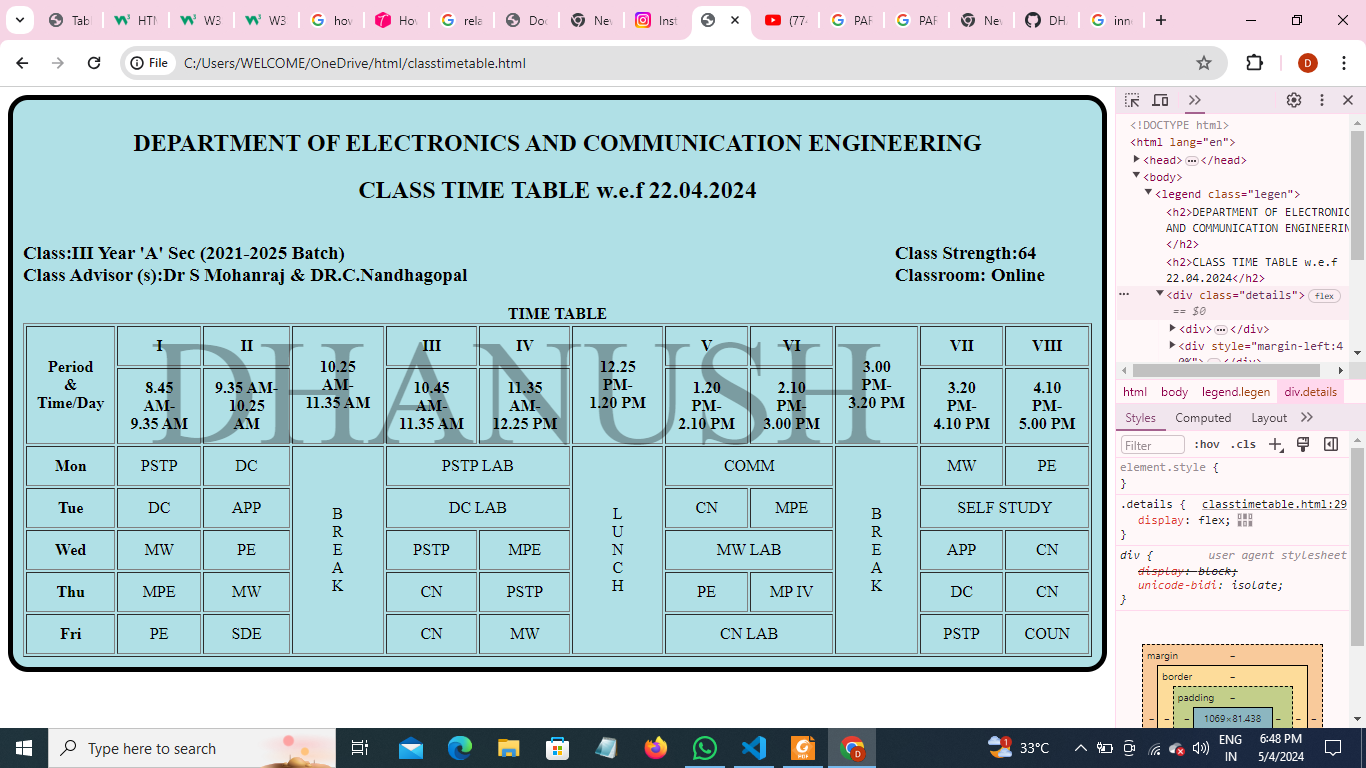 Tabl
HTM
W3
W3
how
How
rela
Doc
New
Inst
(774
PAR
PAR
New
DHA
inne
File
C:/Users/WELCOME/OneDrive/html/classtimetable.html
D
DEPARTMENT OF ELECTRONICS AND COMMUNICATION ENGINEERING
CLASS TIME TABLE w.e.f 22.04.2024
Class:III Year 'A' Sec (2021-2025 Batch)
Class Strength:64
Class Advisor (s):Dr S Mohanraj & DR.C.Nandhagopal
Classroom: Online
TIME TABLE
DHANUSH
Period
&
Time/Day
I
II
10.25
AM-
11.35 AM
III
IV
12.25
PM-
1.20 PM
V
VI
3.00
PM-
3.20 PM
VII
VIII
8.45
AM-
9.35 AM
9.35 AM-
10.25
AM
10.45
AM-
11.35 AM
11.35
AM-
12.25 PM
1.20
PM-
2.10 PM
2.10
PM-
3.00 PM
3.20
PM-
4.10 PM
4.10
PM-
5.00 PM
Mon
PSTP
DC
B
R
E
A
K
PSTP LAB
L
U
N
C
H
COMM
B
R
E
A
K
MW
PE
Tue
DC
APP
DC LAB
CN
MPE
SELF STUDY
Wed
MW
PE
PSTP
MPE
MW LAB
APP
CN
Thu
MPE
MW
CN
PSTP
PE
MP IV
DC
CN
Fri
PE
SDE
CN
MW
CN LAB
PSTP
COUN
<!DOCTYPE html>
<html lang="en">
<head> </head>
<body>
<legend class="legen">
<h2>DEPARTMENT OF ELECTRONIC
AND COMMUNICATION ENGINEERIN
</h2>
<h2>CLASS TIME TABLE w.e.f
22.04.2024</h2>
<div class="details"> flex
== $0
<div> </div>
<div style="margin-left:4
html body legend.legen div.details
Styles Computed Layout
Filter :hov .cls
element.style {
}
.details { classtimetable.html:29
display: flex;
}
div { user agent stylesheet
display: block;
unicode-bidi: isolate;
}
margin –
border –
padding –
– – – 1069×81.438 – – –
Type here to search
1
33°C
ENG
IN
6:48 PM
5/4/2024